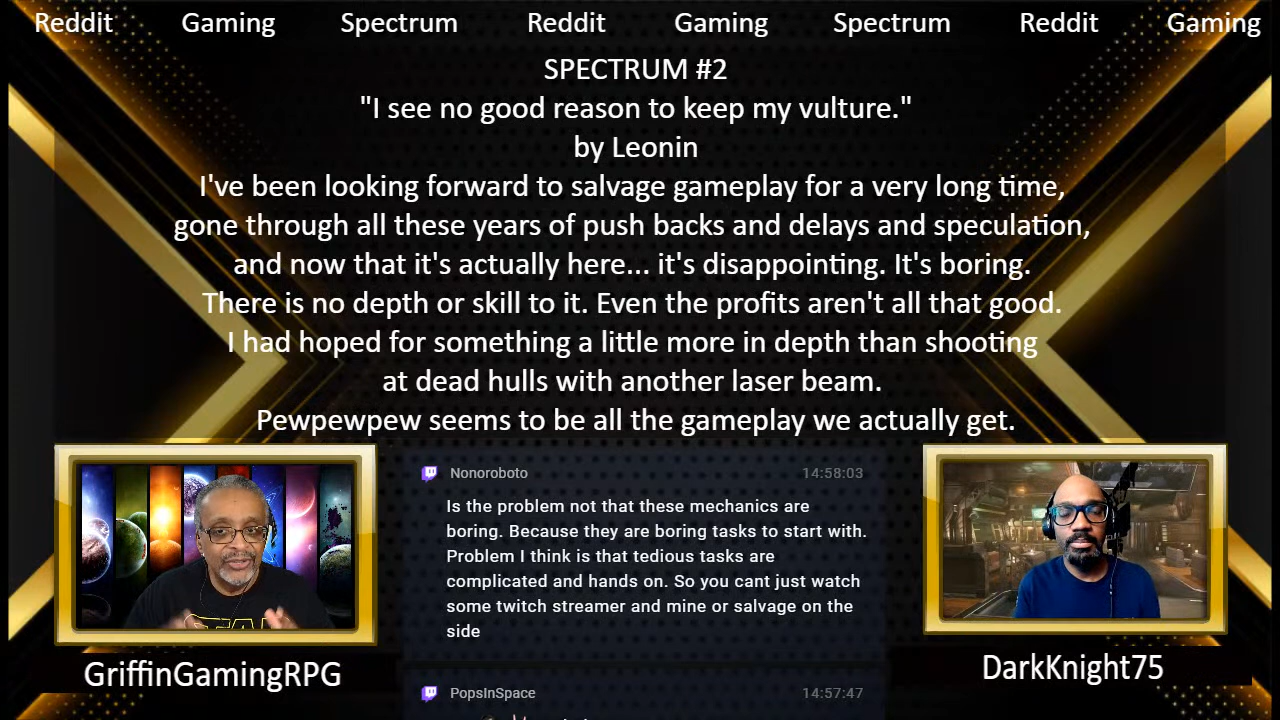 Reddit Gaming Spectrum Reddit Gaming Spectrum Reddit Gaming
SPECTRUM #2
"I see no good reason to keep my vulture."
by Leonin
I've been looking forward to salvage gameplay for a very long time,
gone through all these years of push backs and delays and speculation,
and now that it's actually here... it's disappointing. It's boring.
There is no depth or skill to it. Even the profits aren't all that good.
I had hoped for something a little more in depth than shooting
at dead hulls with another laser beam.
Pewpewpew seems to be all the gameplay we actually get.
Nonoroboto 14:58:03
Is the problem not that these mechanics are
boring. Because they are boring tasks to start with.
Problem I think is that tedious tasks are
complicated and hands on. So you cant just watch
some twitch streamer and mine or salvage on the
side
PopsInSpace 14:57:47
GriffinGamingRPG
DarkKnight75